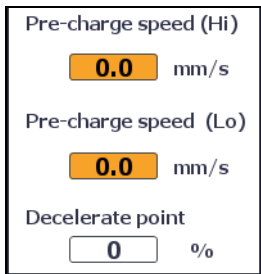 Pre-charge speed (Hi)
0.0 mm/s
Pre-charge speed (Lo)
0.0 mm/s
Decelerate point
0 %